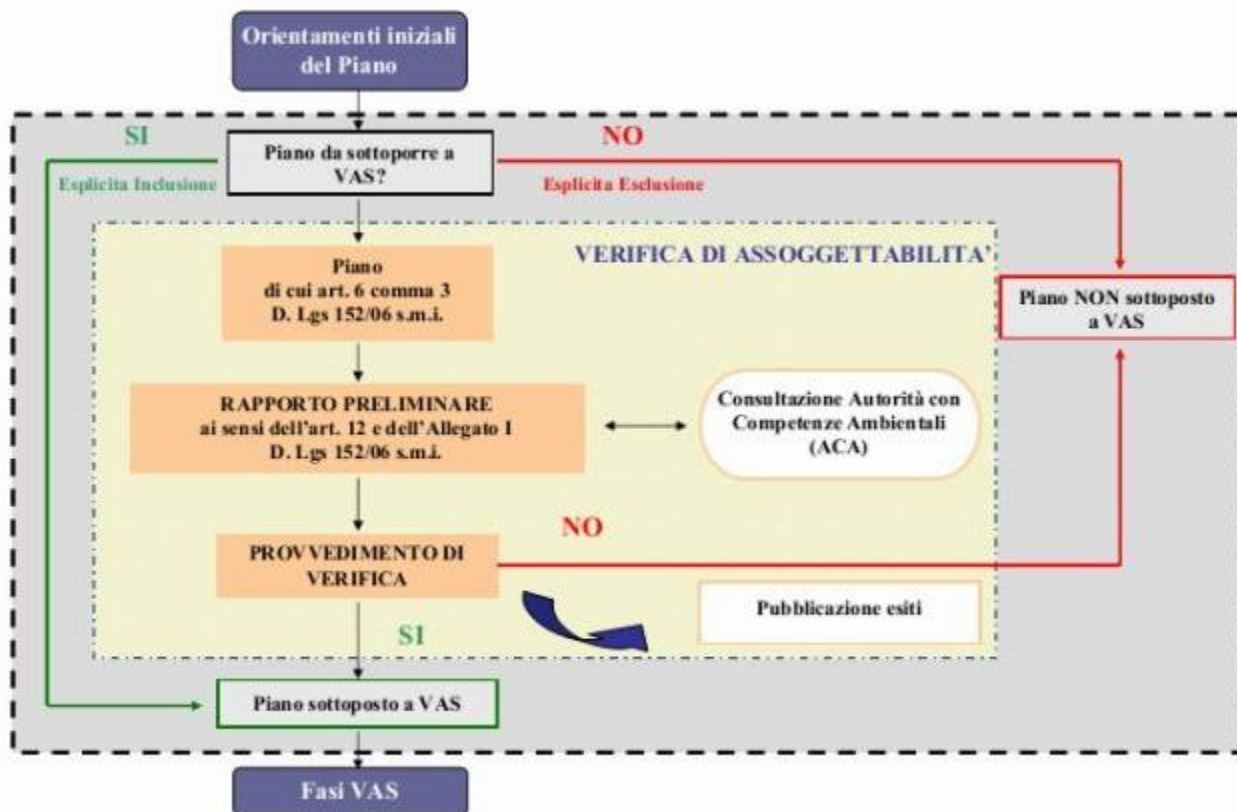 Orientamenti iniziali
del Piano
SI
NO
Piano da sottoporre a
VAS?
Esplicita Inclusione
Esplicita Esclusione
VERIFICA DI ASSOGGETTABILITA'
Piano
di cui art. 6 comma 3
D. Lgs 152/06 s.m.i.
Piano NON sottoposto
a VAS
RAPPORTO PRELIMINARE
ai sensi dell'art. 12 e dell'Allegato I
D. Lgs 152/06 s.m.i.
Consultazione Autorità con
Competenze Ambientali
(ACA)
NO
PROVVEDIMENTO DI
VERIFICA
Pubblicazione esiti
SI
Piano sottoposto a VAS
Fasi VAS